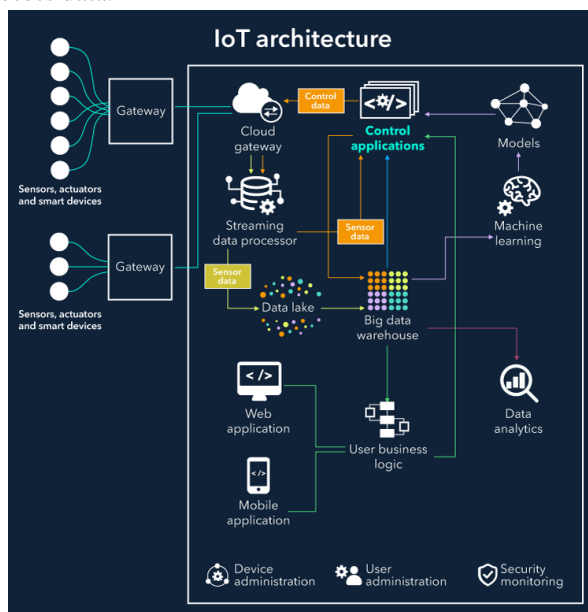 IoT architecture
Gateway
Sensors, actuators
and smart devices
Gateway
Sensors, actuators
and smart devices
Cloud
gateway
Control
data
</>
Control
applications
Models
Streaming
data processor
Sensor
data
Machine
learning
Sensor
data
Data lake
Big data
warehouse
</>
Web
application
User business
logic
Data
analytics
</>
Mobile
application
Device
administration
User
administration
Security
monitoring